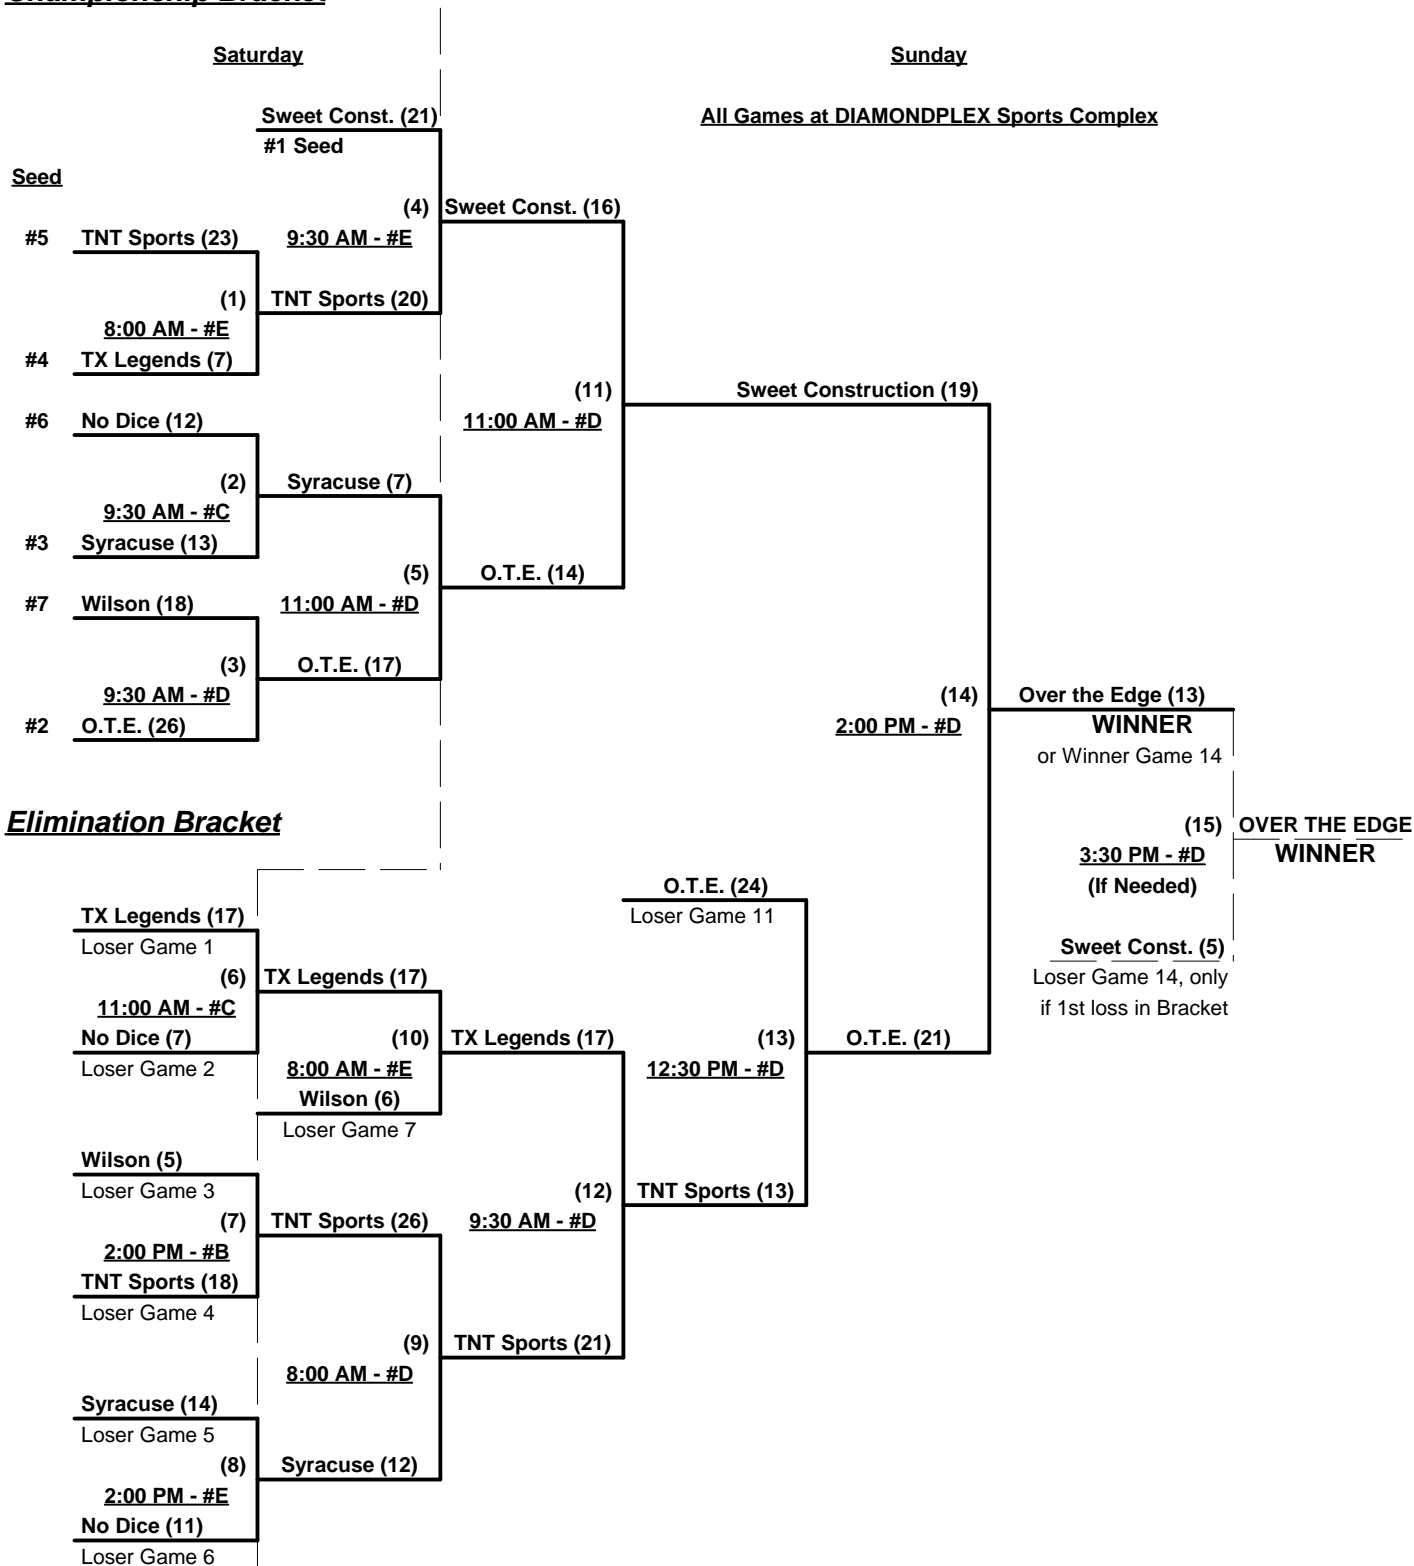 Championship Bracket
Saturday
Sunday
Sweet Const. (21)
All Games at DIAMONDPLEX Sports Complex
#1 Seed
Seed
(4) Sweet Const. (16)
#5 TNT Sports (23) 9:30 AM - #E
(1) TNT Sports (20)
8:00 AM - #E
#4 TX Legends (7)
(11) Sweet Construction (19)
#6 No Dice (12) 11:00 AM - #D
(2) Syracuse (7)
9:30 AM - #C
#3 Syracuse (13)
(5) O.T.E. (14)
#7 Wilson (18) 11:00 AM - #D
(3) O.T.E. (17)
9:30 AM - #D (14) Over the Edge (13)
#2 O.T.E. (26) 2:00 PM - #D WINNER
or Winner Game 14
Elimination Bracket (15) OVER THE EDGE
3:30 PM - #D WINNER
O.T.E. (24) (If Needed)
TX Legends (17) Loser Game 11
Loser Game 1 Sweet Const. (5)
(6) TX Legends (17) Loser Game 14, only
11:00 AM - #C if 1st loss in Bracket
No Dice (7) (10) TX Legends (17) (13) O.T.E. (21)
Loser Game 2 8:00 AM - #E 12:30 PM - #D
Wilson (6)
Loser Game 7
Wilson (5)
Loser Game 3 (12) TNT Sports (13)
(7) TNT Sports (26) 9:30 AM - #D
2:00 PM - #B
TNT Sports (18)
Loser Game 4
(9) TNT Sports (21)
8:00 AM - #D
Syracuse (14)
Loser Game 5
(8) Syracuse (12)
2:00 PM - #E
No Dice (11)
Loser Game 6